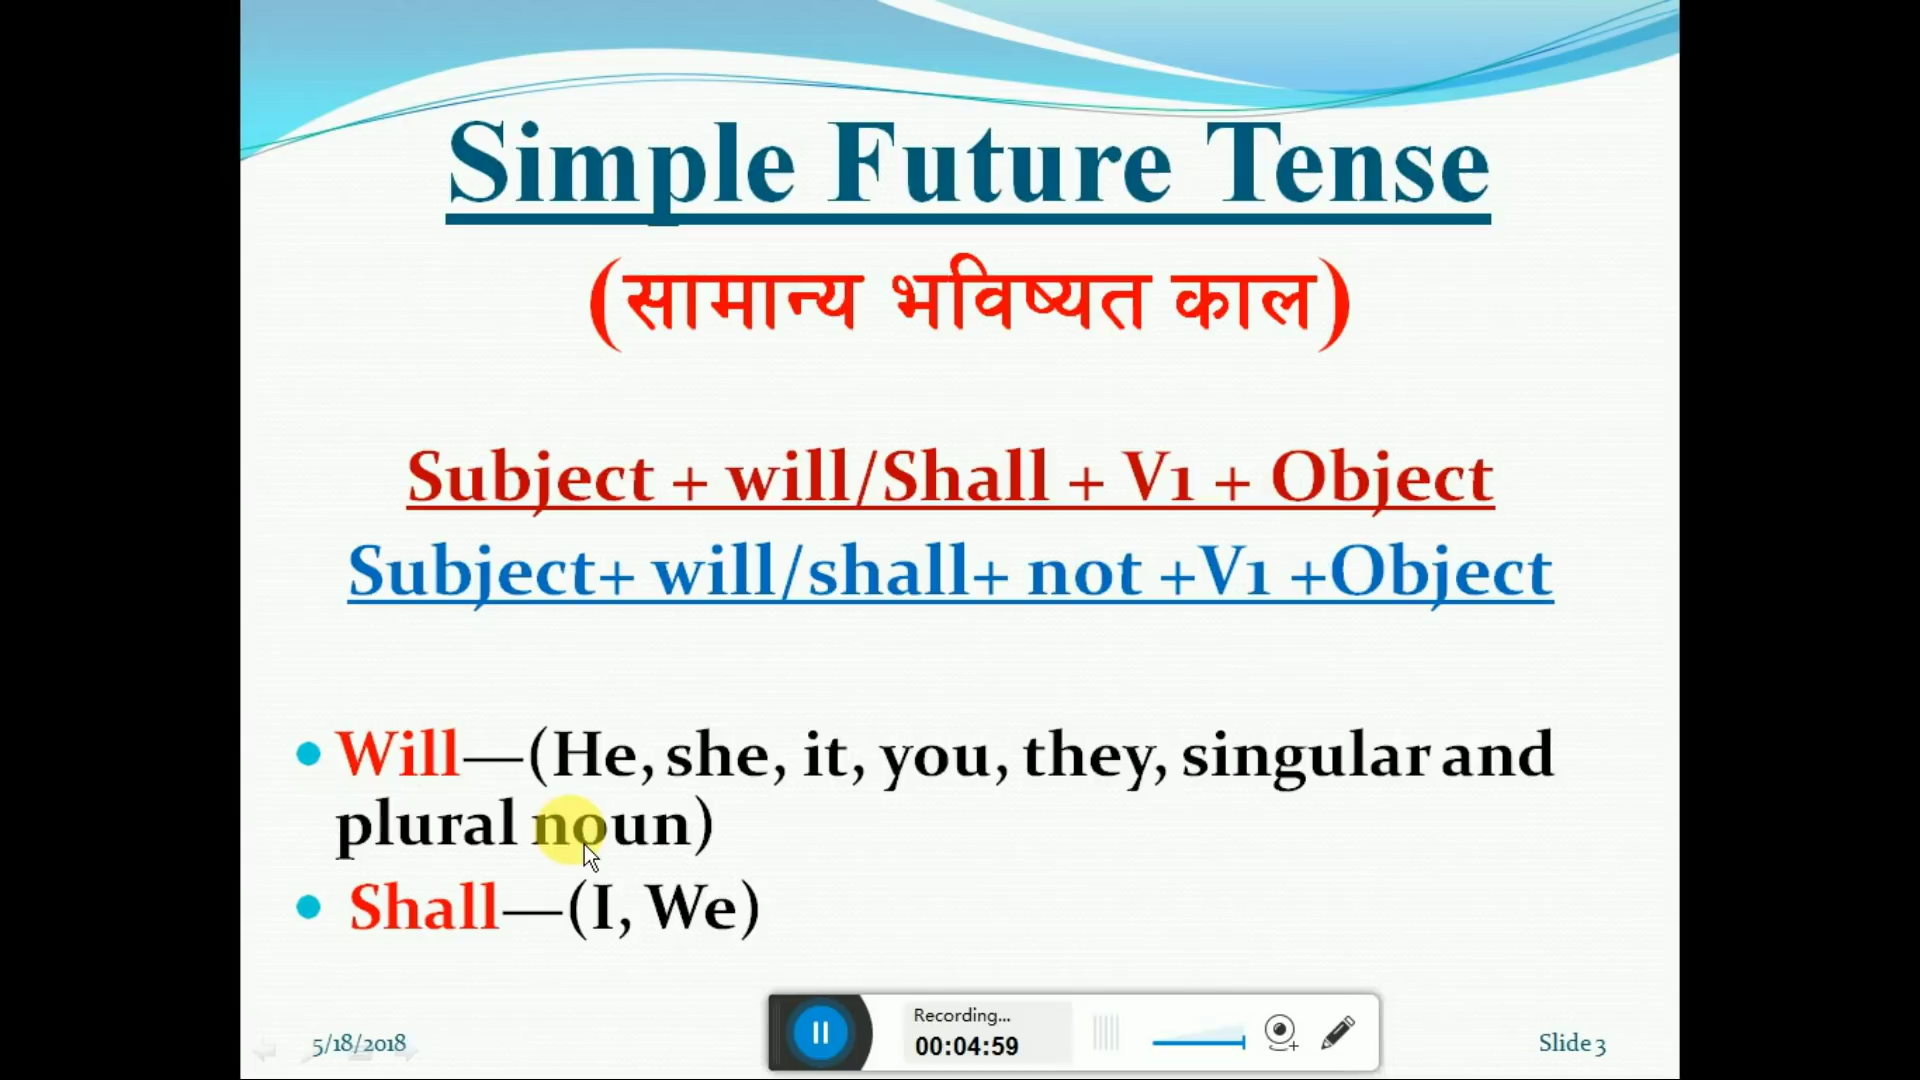 Simple Future Tense
(सामान्य भविष्यत काल)
Subject + will/Shall + V1 + Object
Subject+ will/shall+ not +V1 +Object
Will—(He, she, it, you, they, singular and
plural noun)
Shall—(I, We)
Recording...
00:04:59
5/18/2018
Slide 3